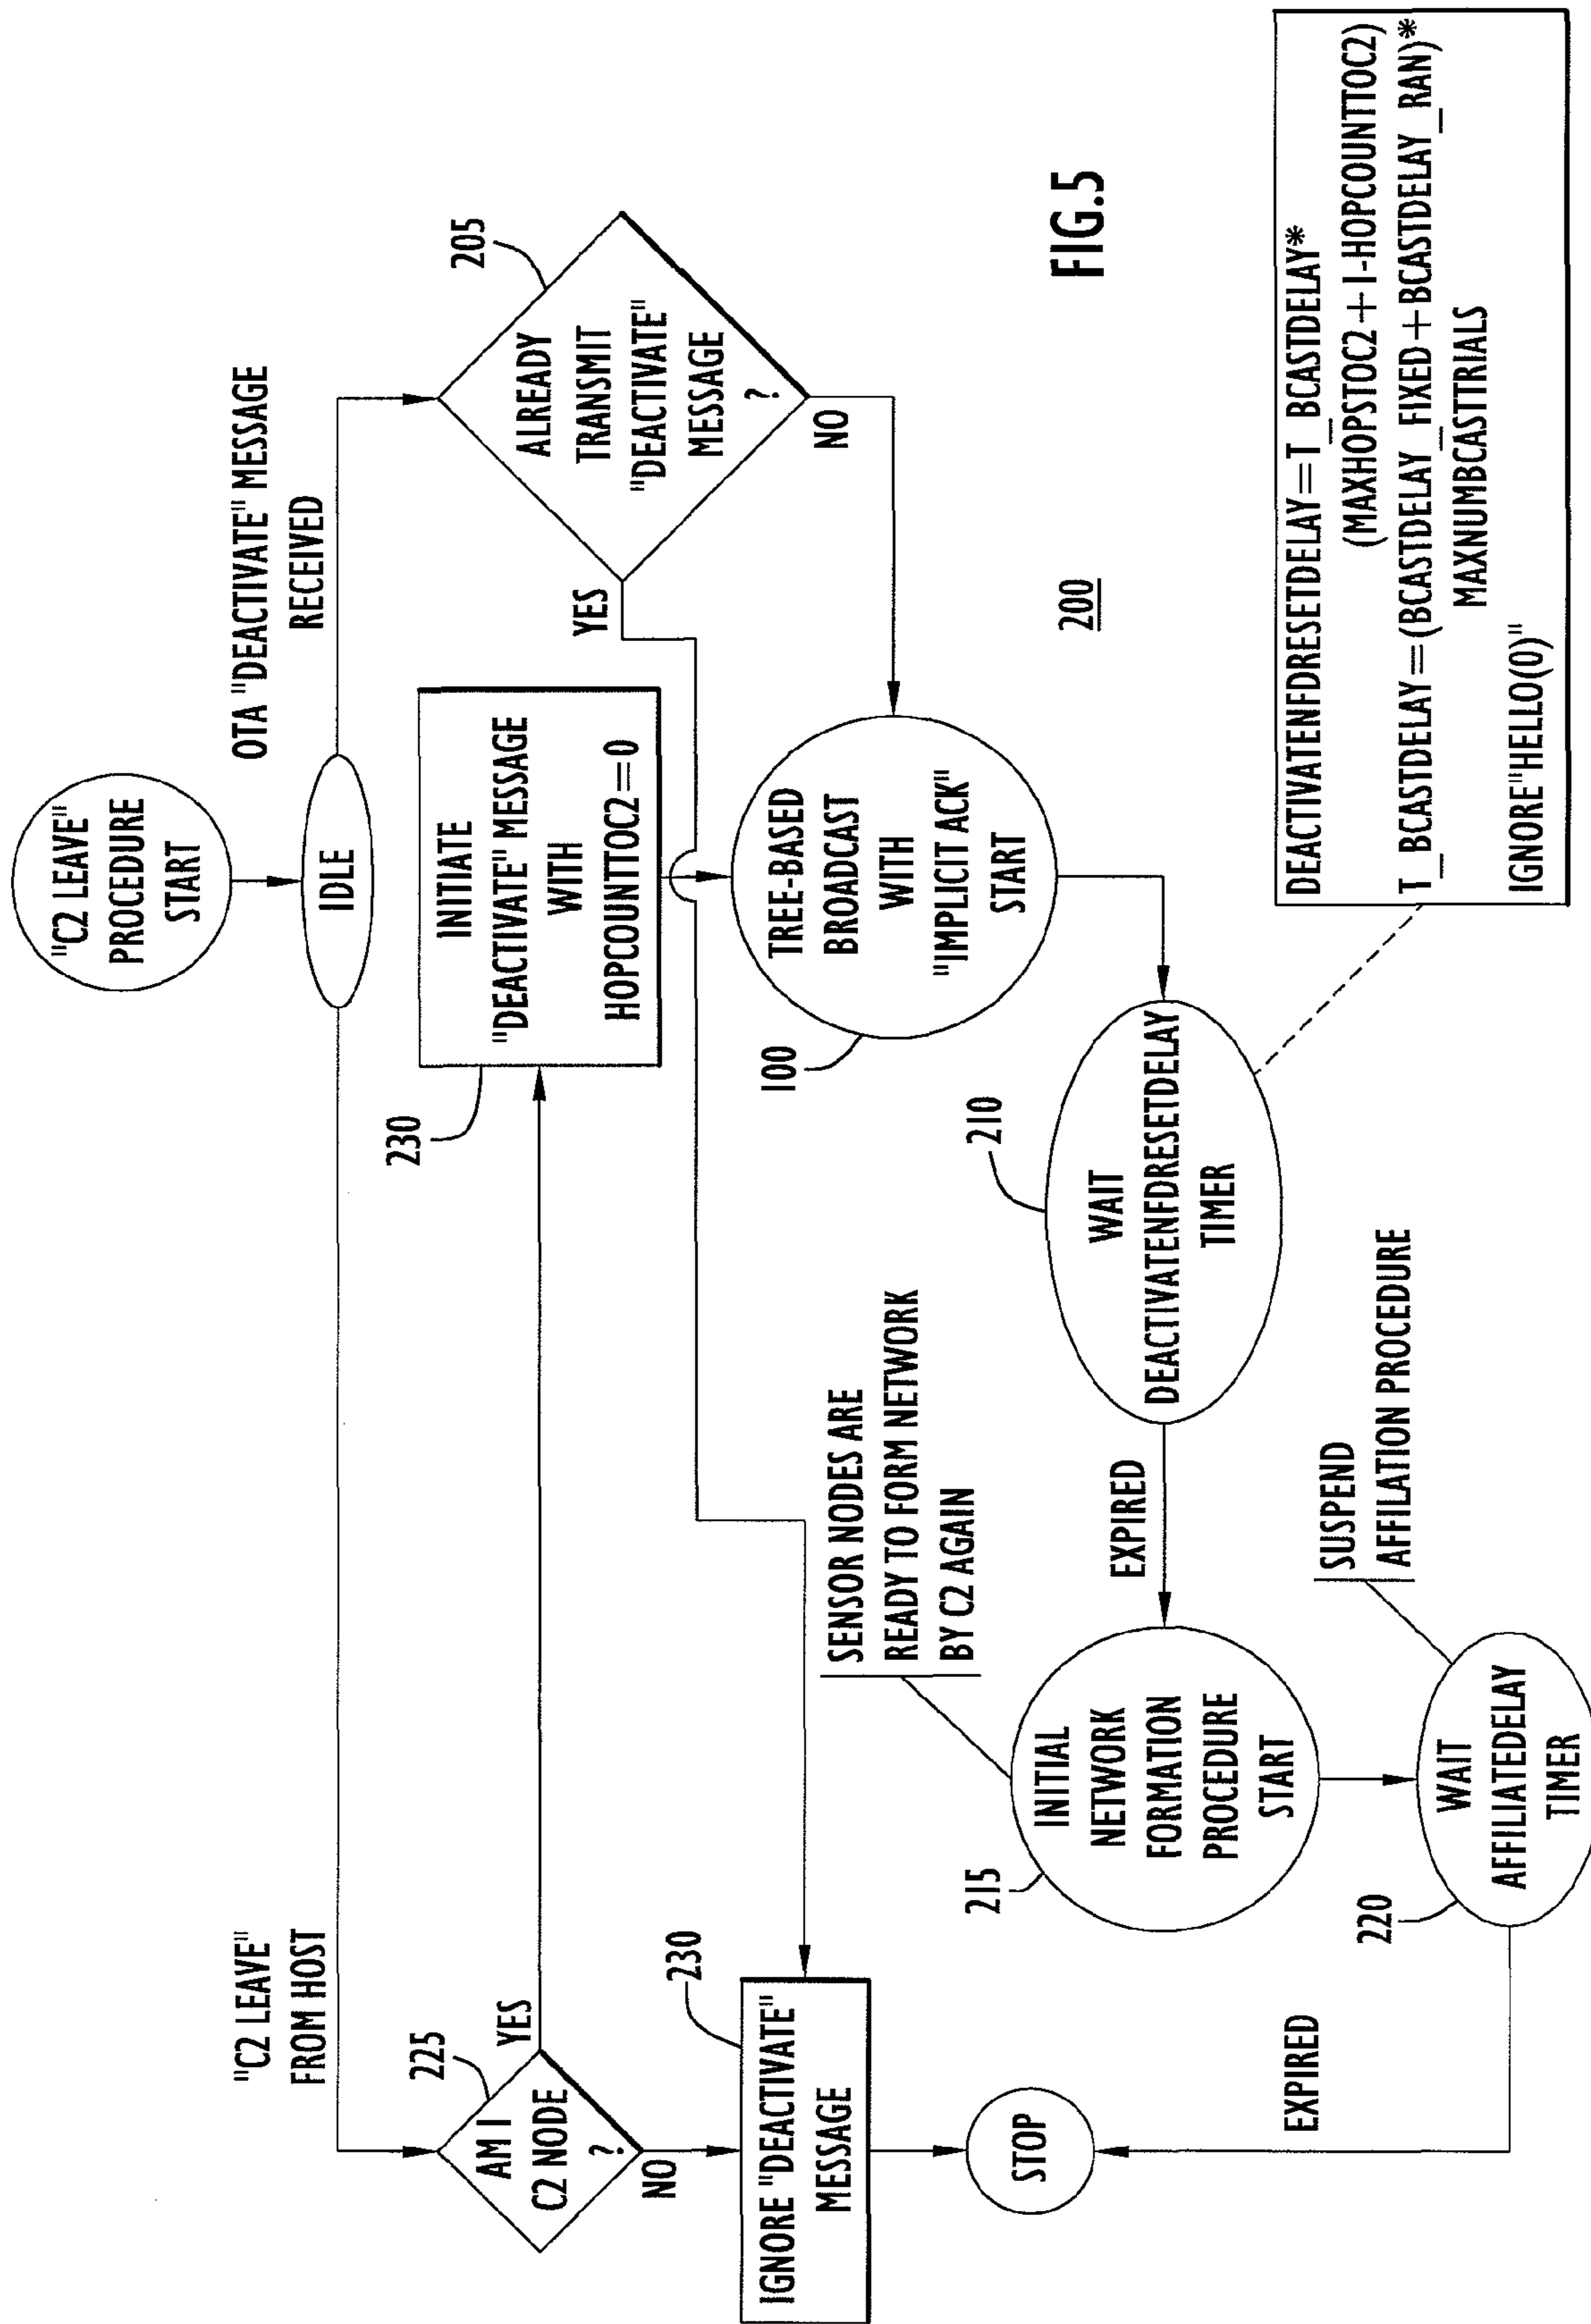 "C2 LEAVE"
PROCEDURE
START
IDLE
"C2 LEAVE"
FROM HOST
OTA "DEACTIVATE" MESSAGE
RECEIVED
225
AM I
C2 NODE
?
YES
NO
230
INITIATE
"DEACTIVATE" MESSAGE
WITH
HOPCOUNTTOC2==0
205
ALREADY
TRANSMIT
"DEACTIVATE"
MESSAGE
?
YES
NO
230
IGNORE "DEACTIVATE"
MESSAGE
STOP
100
TREE-BASED
BROADCAST
WITH
"IMPLICIT ACK"
START
210
WAIT
DEACTIVATENFDRESETDELAY
TIMER
EXPIRED
SENSOR NODES ARE
READY TO FORM NETWORK
BY C2 AGAIN
215
INITIAL
NETWORK
FORMATION
PROCEDURE
START
SUSPEND
AFFILATION PROCEDURE
220
WAIT
AFFILIATEDELAY
TIMER
EXPIRED
200
FIG.5
DEACTIVATENFDRESETDELAY=T_BCASTDELAY*
(MAXHOPSTOC2+1-HOPCOUNTTOC2)
T_BCASTDELAY=(BCASTDELAY_FIXED+BCASTDELAY_RAN)*
MAXNUMBCASTTRIALS
IGNORE"HELLO(0)"